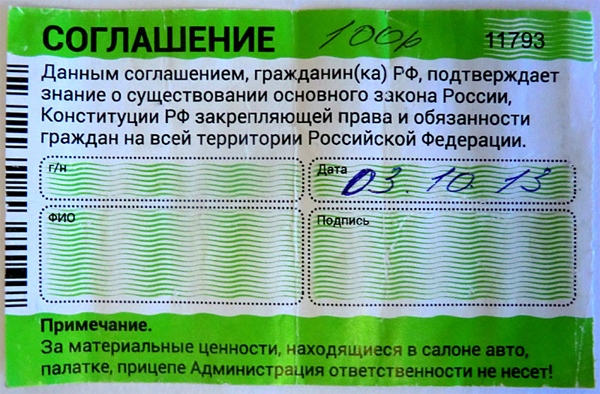 СОГЛАШЕНИЕ 100р 11793
Данным соглашением, гражданин(ка) РФ, подтверждает
знание о существовании основного закона России,
Конституции РФ закрепляющей права и обязанности
граждан на всей территории Российской Федерации.
г/н Дата 03.10.13
ФИО Подпись
Примечание.
За материальные ценности, находящиеся в салоне авто,
палатке, прицепе Администрация ответственности не несет!